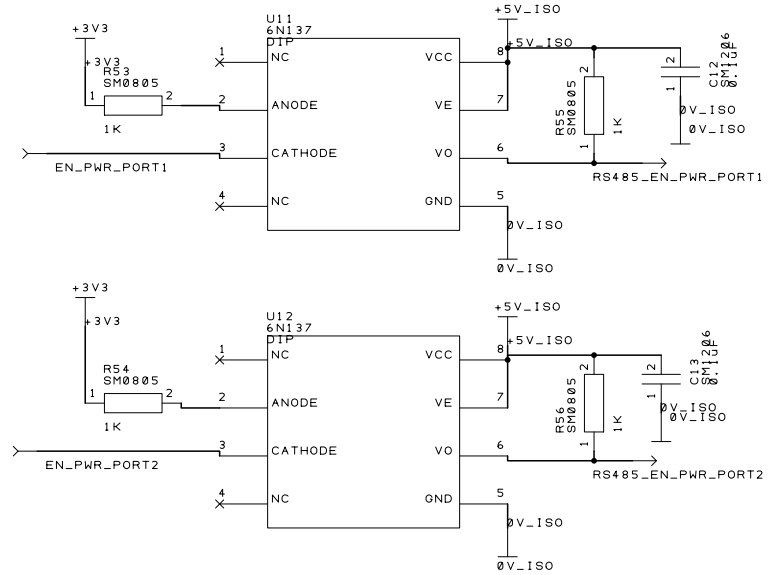 U11
6N137
DIP
+3V3
+3V3
R53
SM0805
1
2
1K
EN_PWR_PORT1
1
NC
2
ANODE
3
CATHODE
4
NC
VCC
8
VE
7
VO
6
GND
5
+5V_ISO
+5V_ISO
R55
SM0805
2
1
1K
C12
SM1206
0.1uF
2
1
0V_ISO
0V_ISO
RS485_EN_PWR_PORT1
0V_ISO
0V_ISO
U12
6N137
DIP
+3V3
+3V3
R54
SM0805
1
2
1K
EN_PWR_PORT2
1
NC
2
ANODE
3
CATHODE
4
NC
VCC
8
VE
7
VO
6
GND
5
+5V_ISO
+5V_ISO
R56
SM0805
2
1
1K
C13
SM1206
0.1uF
2
1
0V_ISO
0V_ISO
RS485_EN_PWR_PORT2
0V_ISO
0V_ISO